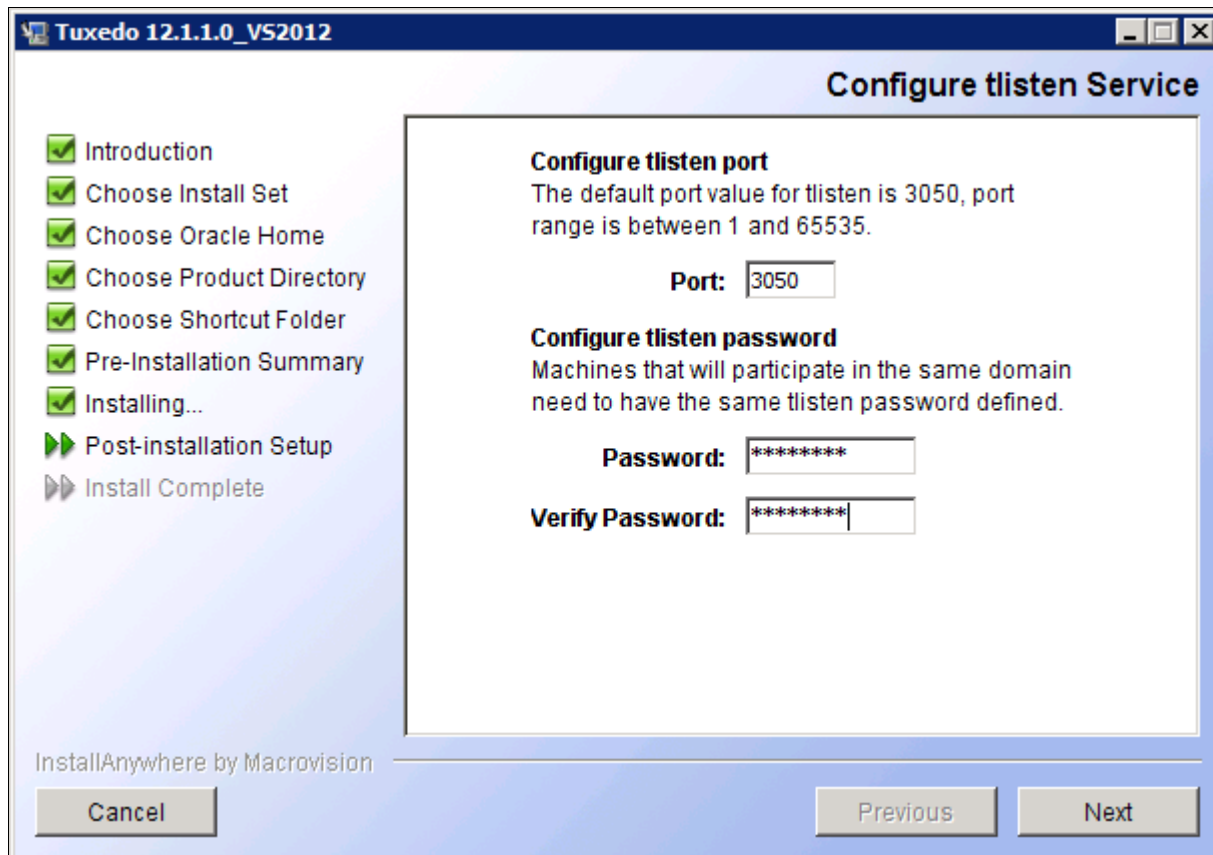 Tuxedo 12.1.1.0_VS2012
Configure tlisten Service
Introduction
Choose Install Set
Choose Oracle Home
Choose Product Directory
Choose Shortcut Folder
Pre-Installation Summary
Installing...
Post-installation Setup
Install Complete
Configure tlisten port
The default port value for tlisten is 3050, port
range is between 1 and 65535.
Port: 3050
Configure tlisten password
Machines that will participate in the same domain
need to have the same tlisten password defined.
Password: ********
Verify Password: ********
InstallAnywhere by Macrovision
Cancel
Previous
Next